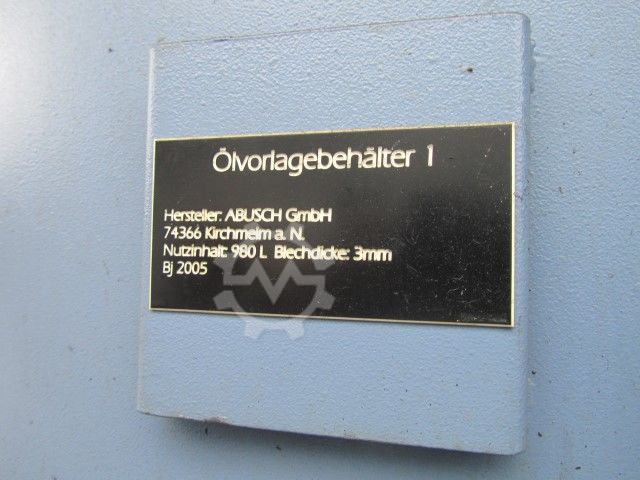 Ölvorlagebehälter 1
Hersteller: ABUSCH GmbH
74366 Kirchheim a. N.
Nutzinhalt: 980 L Blechdicke: 3mm
Bj 2005